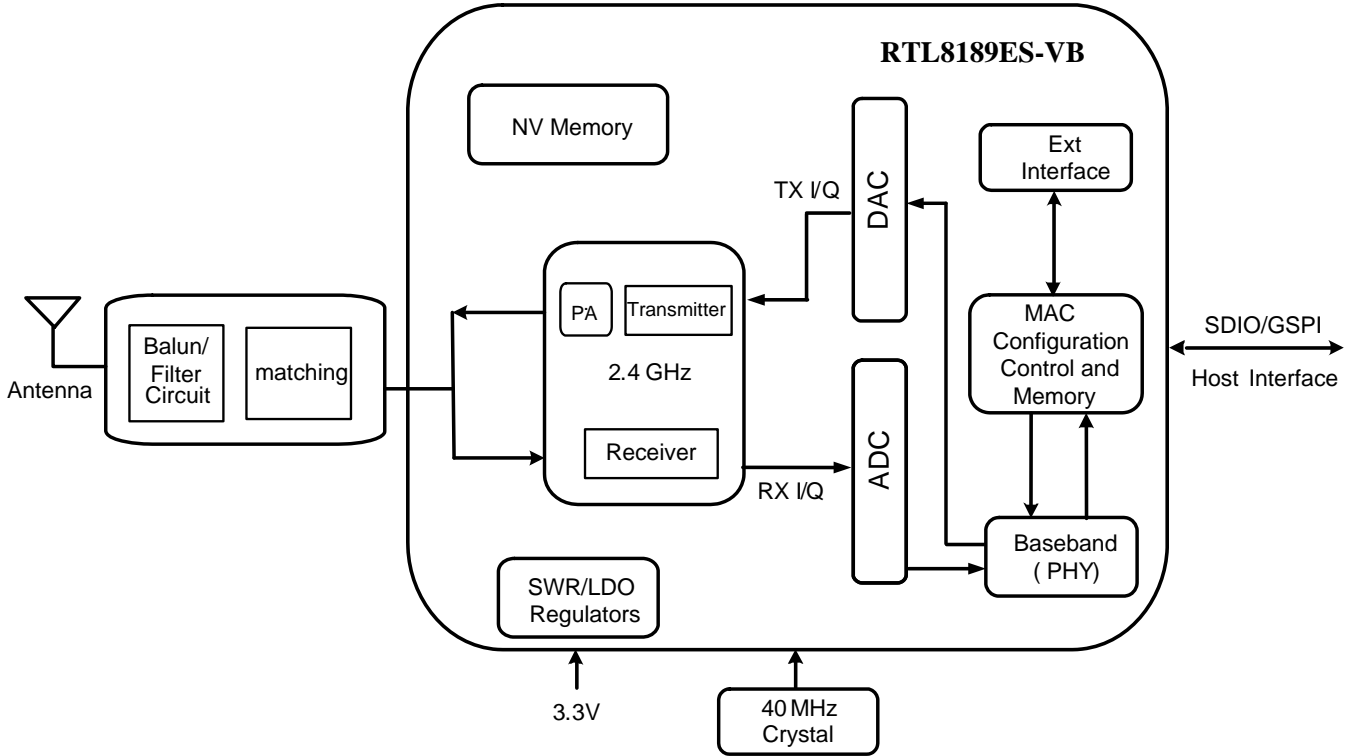 RTL8189ES-VB
NV Memory
Ext
Interface
TX I/Q
DAC
PA
Transmitter
2.4 GHz
Receiver
MAC
Configuration
Control and
Memory
SDIO/GSPI
Host Interface
Antenna
Balun/
Filter
Circuit
matching
RX I/Q
ADC
Baseband
( PHY)
SWR/LDO
Regulators
3.3V
40 MHz
Crystal